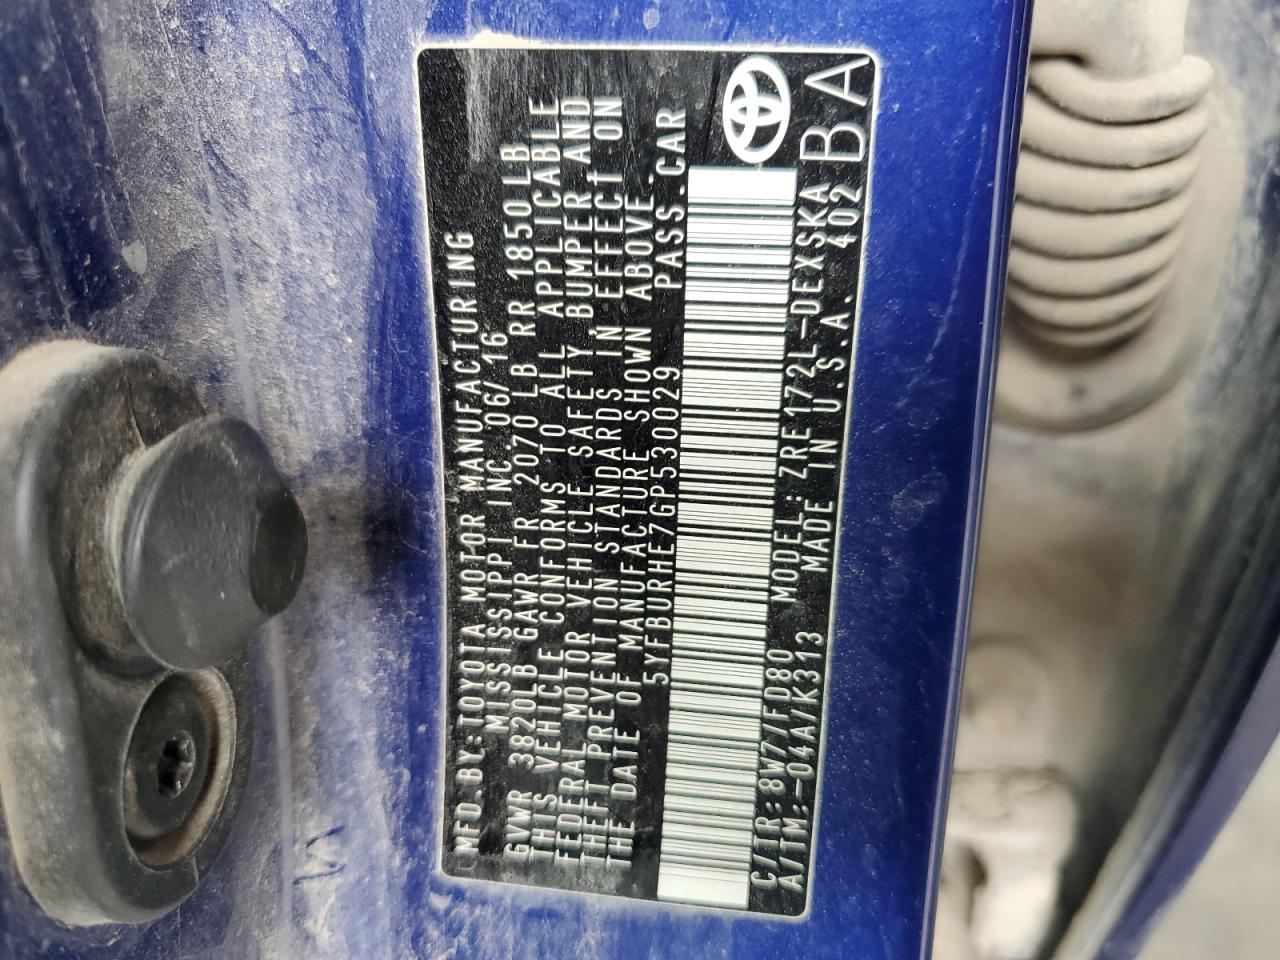 MFD.BY:TOYOTA MOTOR MANUFACTURING
MISSISSIPPI INC 06/16
GVWR 3820LB GAWR FR 2070 LB RR 1850LB
THIS VEHICLE CONFORMS TO ALL APPLICABLE
FEDERAL MOTOR VEHICLE SAFETY, BUMPER AND
THEFT PREVENTION STANDARDS IN EFFECT ON
THE DATE OF MANUFACTURE SHOWN ABOVE.
5YFBURHE7GP530029 PASS.CAR
C/TR:8W7/FD80 MODEL:ZRE172L-DEXSKA
A/TM:-04A/K313 MADE IN U.S.A. 402 BA